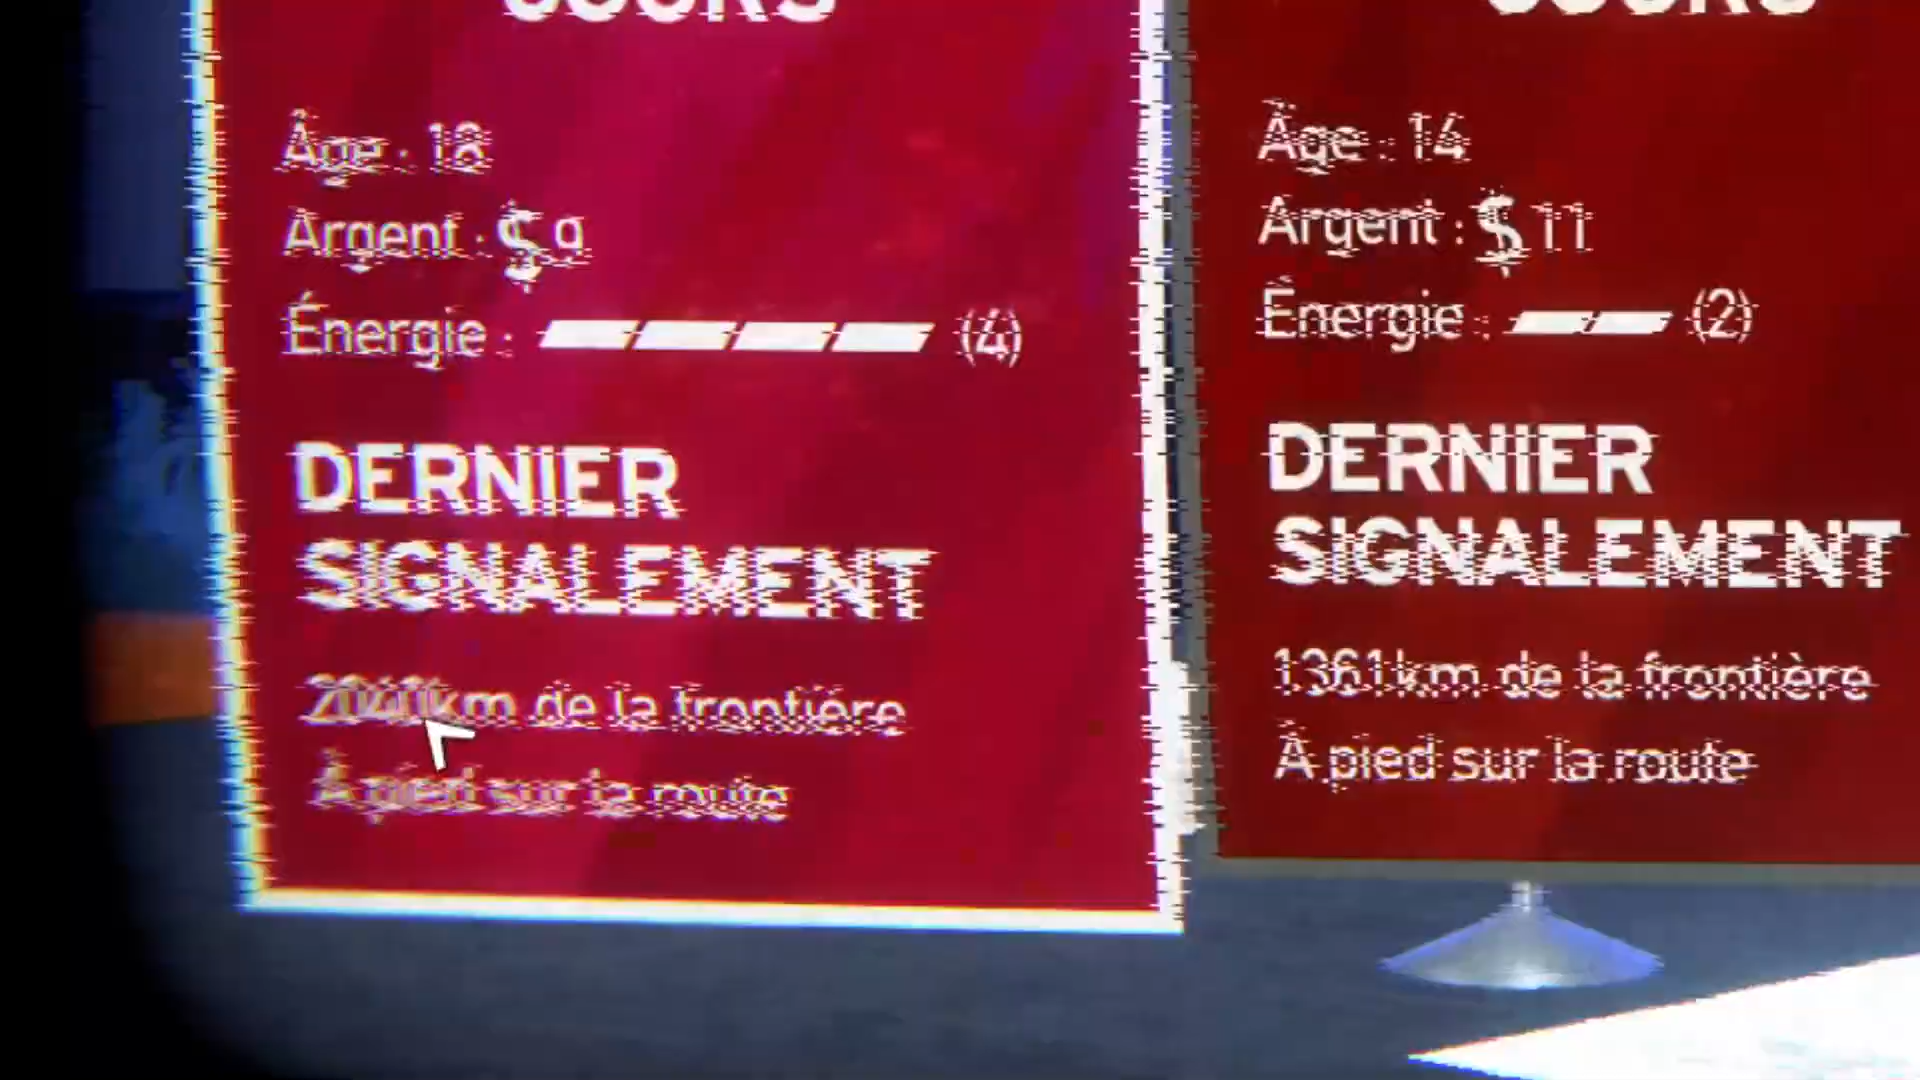 Âge : 18
Argent : $ 9
Énergie : (4)
DERNIER
SIGNALEMENT
km de la frontière
À pied sur la route
Âge : 14
Argent : $ 11
Énergie : (2)
DERNIER
SIGNALEMENT
1361km de la frontière
À pied sur la route